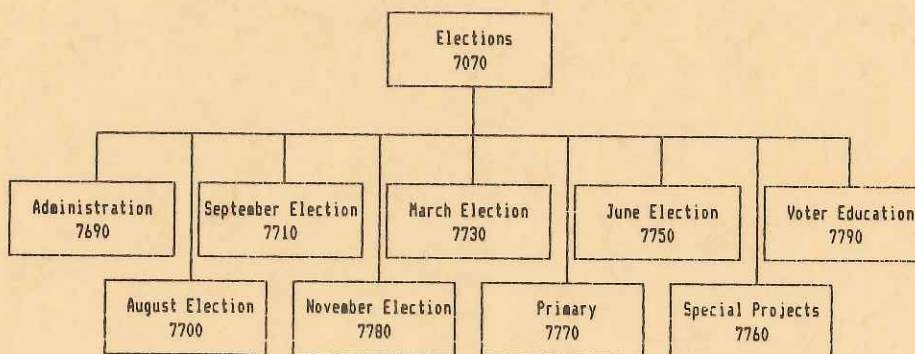 Elections
7070
Administration
7690
September Election
7710
March Election
7730
June Election
7750
Voter Education
7790
August Election
7700
November Election
7780
Primary
7770
Special Projects
7760